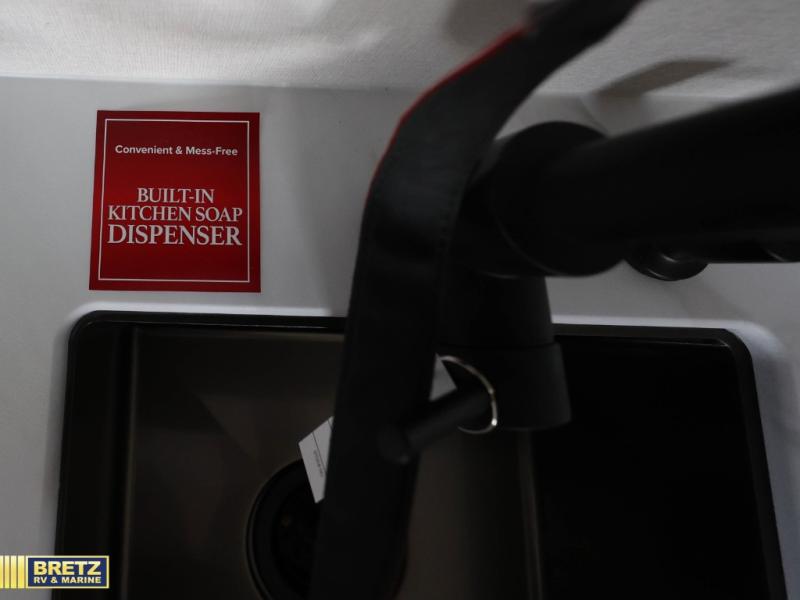 Convenient & Mess-Free
BUILT-IN
KITCHEN SOAP
DISPENSER
BRETZ
RV & MARINE